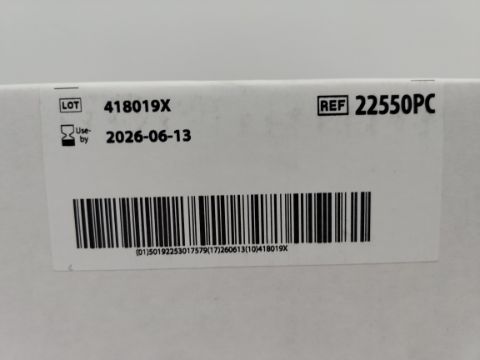 LOT 418019X REF 22550PC
Use-by 2026-06-13
(01)50192253017579(17)260613(10)418019X